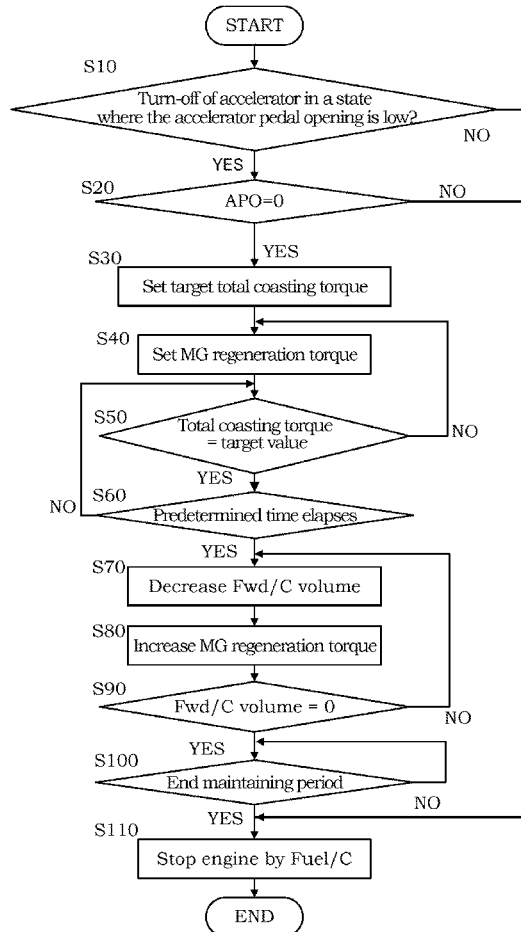 START
S10
Turn-off of accelerator in a state
where the accelerator pedal opening is low?
NO
YES
S20
APO=0
NO
YES
S30
Set target total coasting torque
S40
Set MG regeneration torque
S50
Total coasting torque
= target value
NO
YES
S60
NO
Predetermined time elapses
YES
S70
Decrease Fwd/C volume
S80
Increase MG regeneration torque
S90
Fwd/C volume = 0
NO
YES
S100
End maintaining period
NO
YES
S110
Stop engine by Fuel/C
END